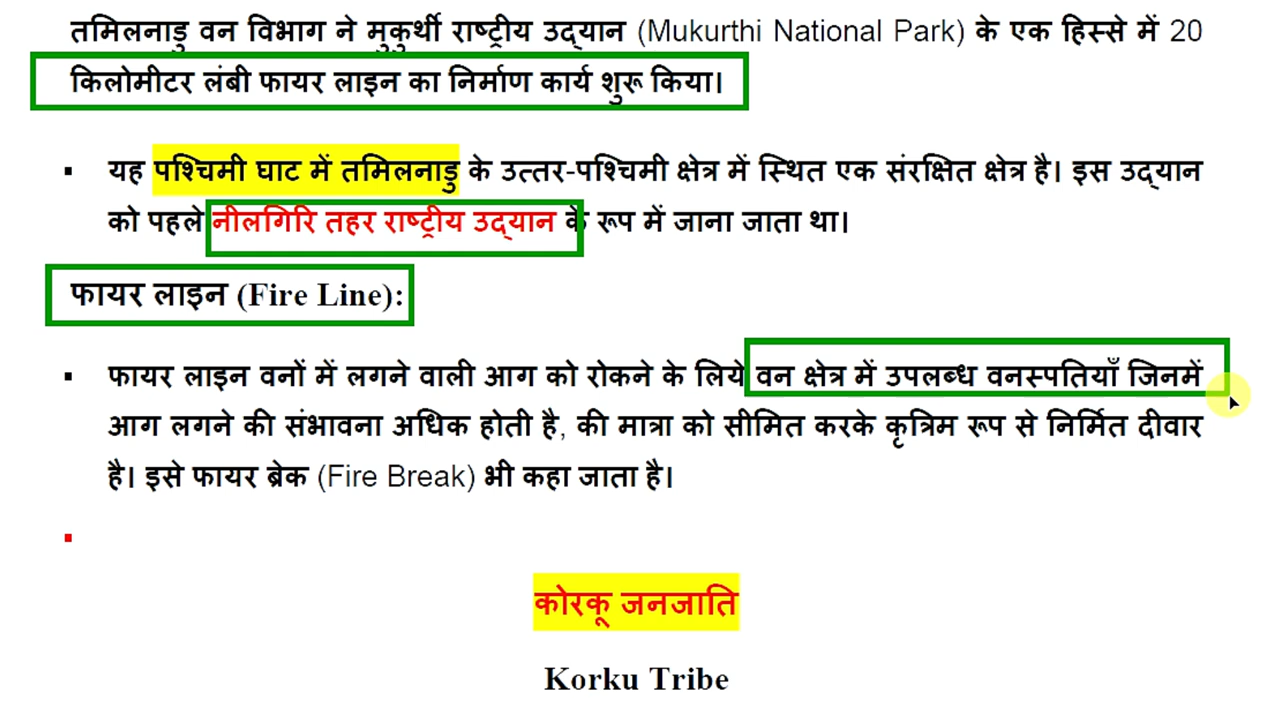 तमिलनाडु वन विभाग ने मुकुर्थी राष्ट्रीय उद्यान (Mukurthi National Park) के एक हिस्से में 20
किलोमीटर लंबी फायर लाइन का निर्माण कार्य शुरू किया।
▪ यह पश्चिमी घाट में तमिलनाडु के उत्तर-पश्चिमी क्षेत्र में स्थित एक संरक्षित क्षेत्र है। इस उद्यान
को पहले नीलगिरि तहर राष्ट्रीय उद्यान के रूप में जाना जाता था।
फायर लाइन (Fire Line):
▪ फायर लाइन वनों में लगने वाली आग को रोकने के लिये वन क्षेत्र में उपलब्ध वनस्पतियाँ जिनमें
आग लगने की संभावना अधिक होती है, की मात्रा को सीमित करके कृत्रिम रूप से निर्मित दीवार
है। इसे फायर ब्रेक (Fire Break) भी कहा जाता है।
▪
कोरकू जनजाति
Korku Tribe